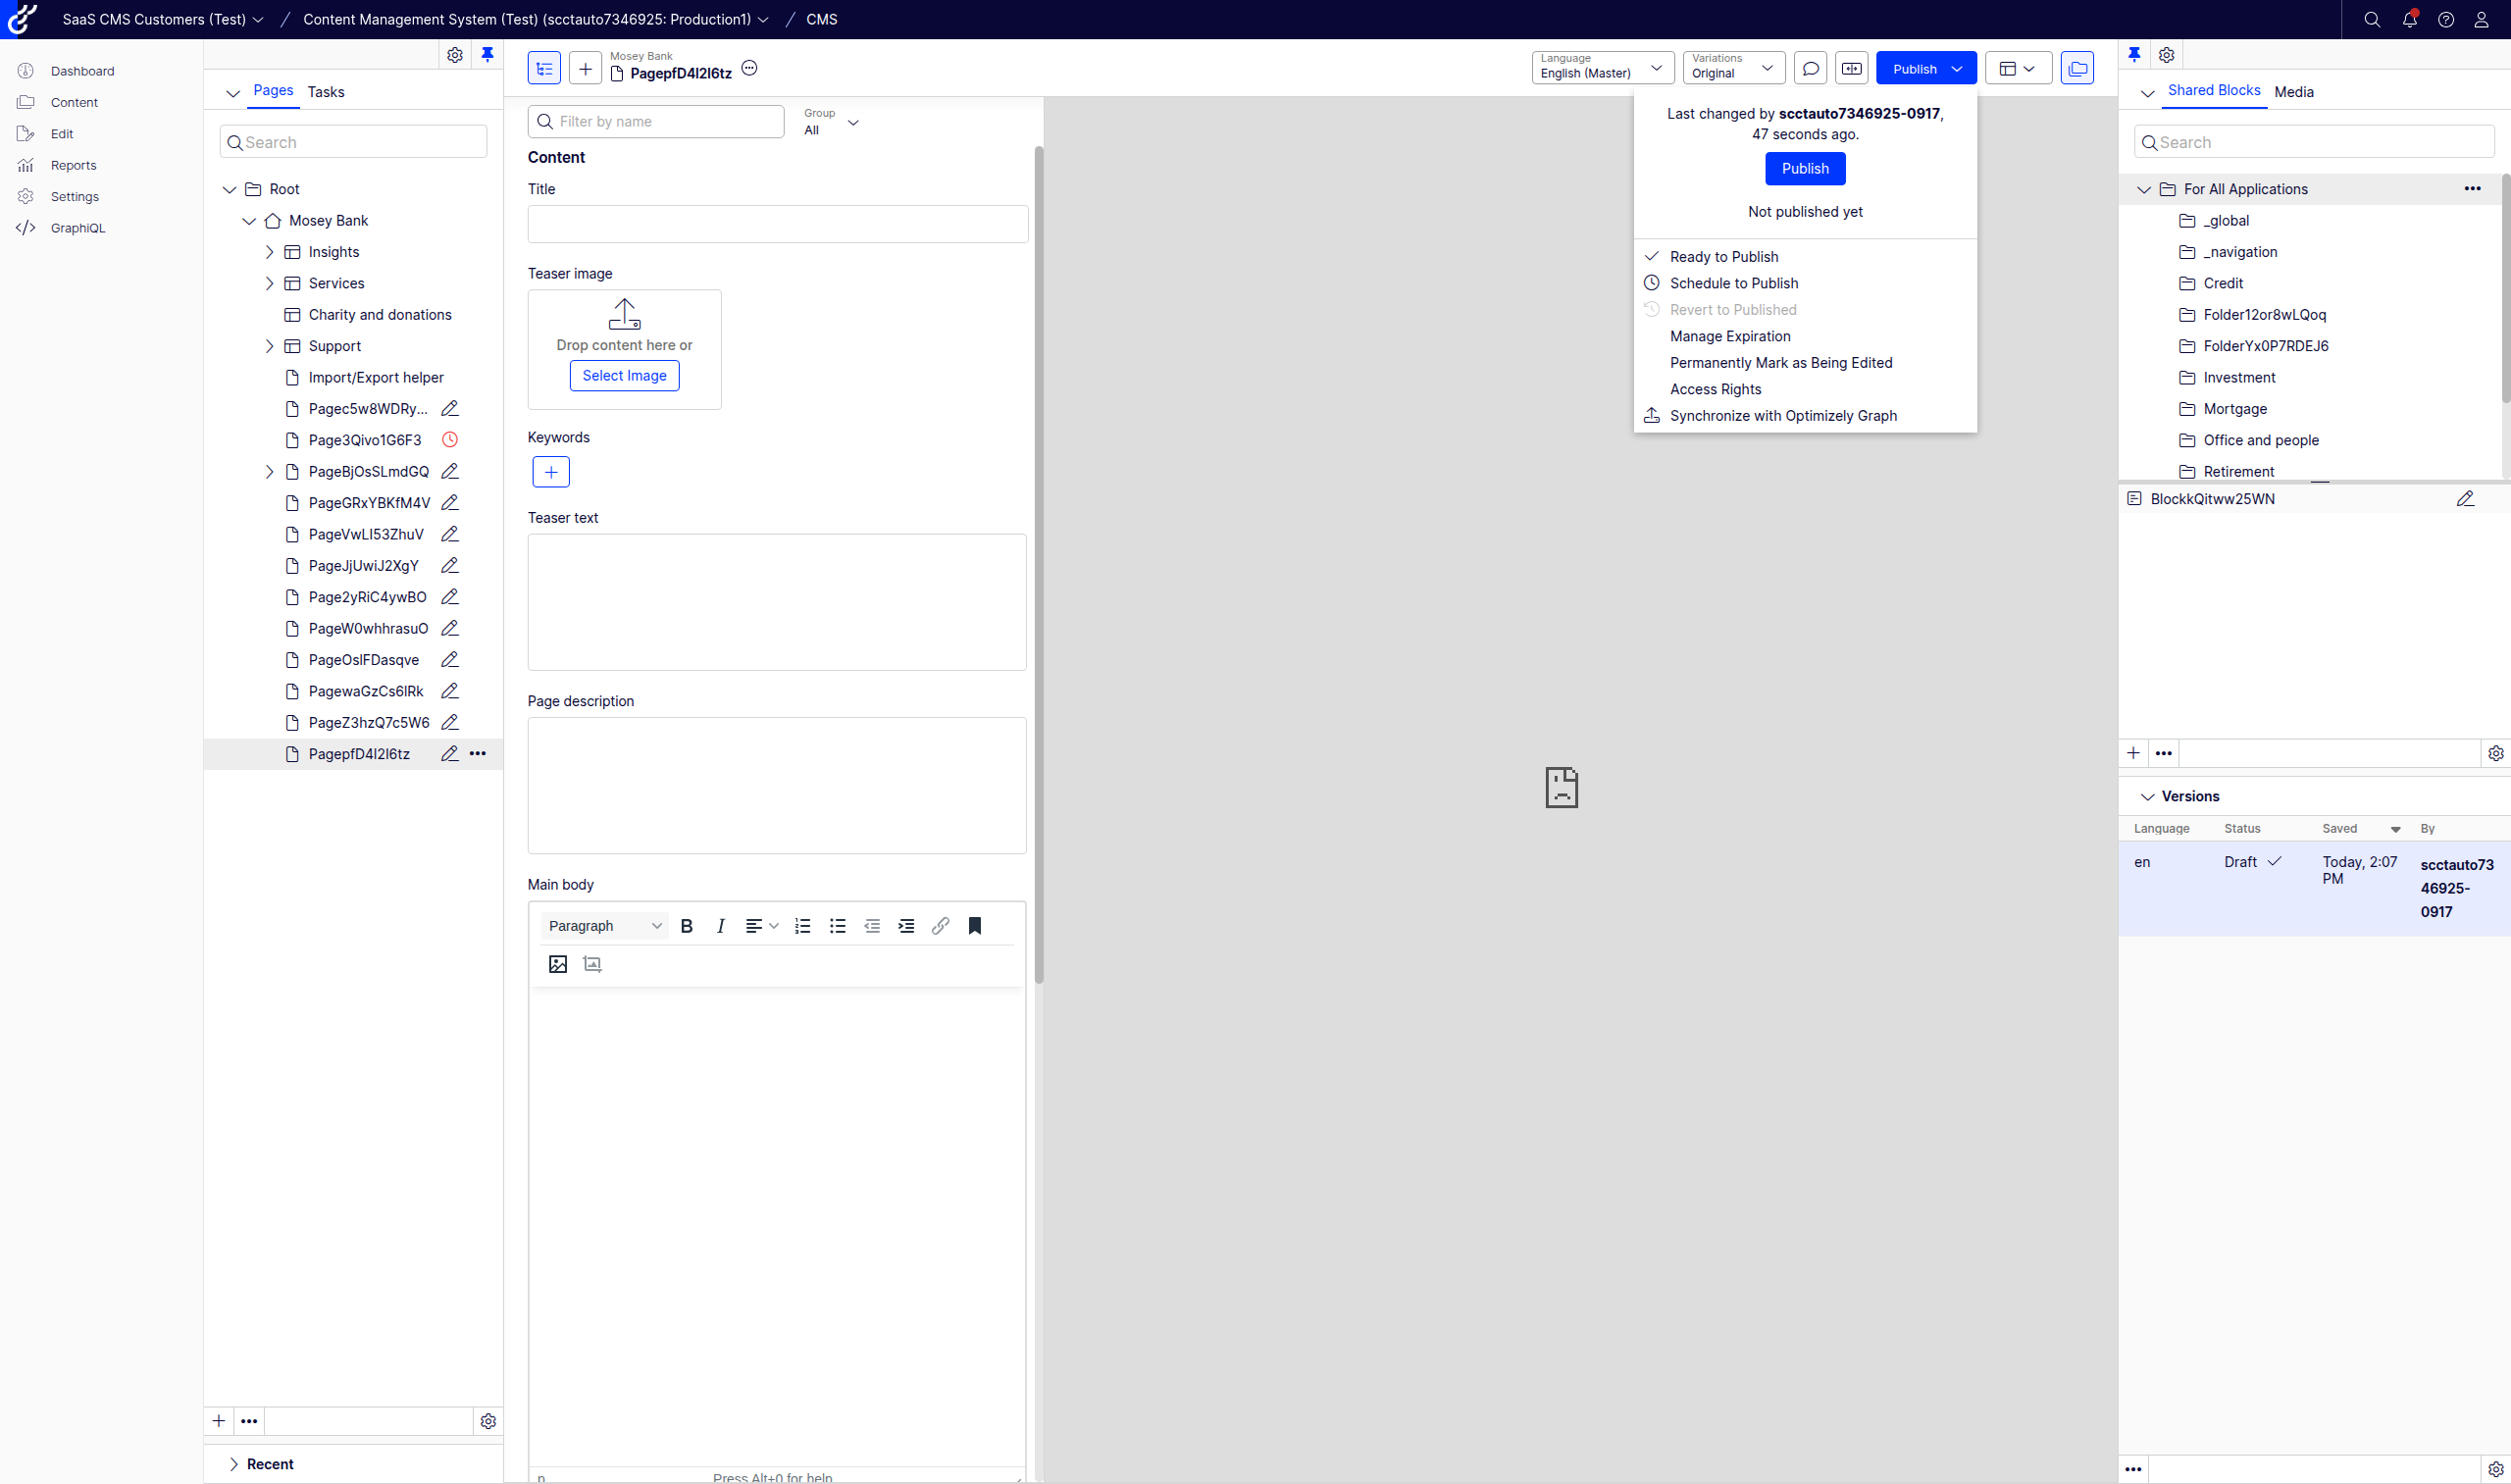 SaaS CMS Customers (Test)
Content Management System (Test) (scctauto7346925: Production1)
CMS
Dashboard
Content
Edit
Reports
Settings
GraphiQL
Pages
Tasks
Search
Root
Mosey Bank
Insights
Services
Charity and donations
Support
Import/Export helper
Pagec5w8WDRy...
Page3Qivo1G6F3
PageBjOsSLmdGQ
PageGRxYBKfM4V
PageVwLI53ZhuV
PageJjUwiJ2XgY
Page2yRiC4ywBO
PageW0whhrasuO
PageOsIFDasqve
PagewaGzCs6IRk
PageZ3hzQ7c5W6
PagepfD4I2I6tz
Recent
Mosey Bank
PagepfD4I2I6tz
Language
English (Master)
Variations
Original
Publish
Filter by name
Group
All
Content
Title
Teaser image
Drop content here or
Select Image
Keywords
Teaser text
Page description
Main body
Paragraph
B
I
p
Press Alt+0 for help
Last changed by scctauto7346925-0917,
47 seconds ago.
Publish
Not published yet
Ready to Publish
Schedule to Publish
Revert to Published
Manage Expiration
Permanently Mark as Being Edited
Access Rights
Synchronize with Optimizely Graph
Shared Blocks
Media
Search
For All Applications
_global
_navigation
Credit
Folder12or8wLQoq
FolderYx0P7RDEJ6
Investment
Mortgage
Office and people
Retirement
BlockkQitww25WN
Versions
Language
Status
Saved
By
en
Draft
Today, 2:07
PM
scctauto73
46925-
0917